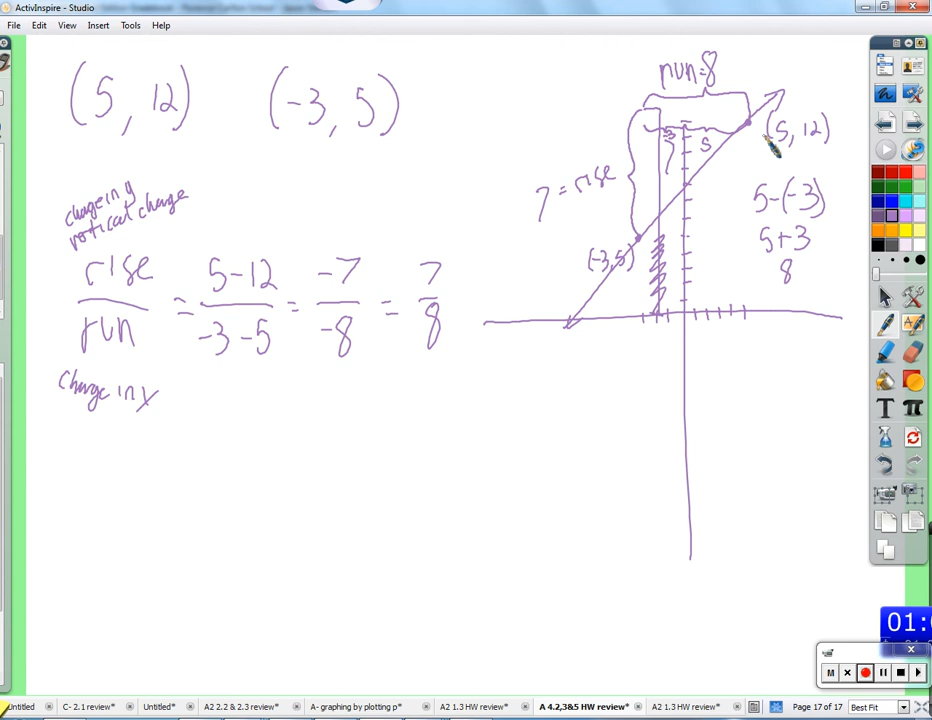 ActivInspire - Studio
File Edit View Insert Tools Help
(5, 12) (-3, 5)
run=8
(5, 12)
-3 5
7 = rise
(-3,5)
5-(-3)
5+3
8
change in y
vertical change
rise/run = 5-12/-3-5 = -7/-8 = 7/8
change in
01:
M
Untitled C- 2.1 review* Untitled* A2 2.2 & 2.3 review* A- graphing by plotting p* A2 1.3 HW review* A 4.2,3&5 HW review* A2 1.3 HW review* Page 17 of 17 Best Fit